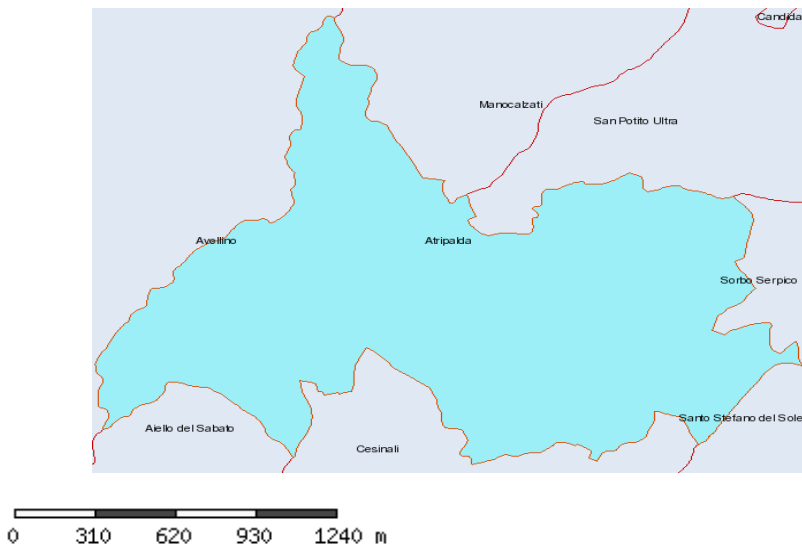 Candida
Manocalzati
San Potito Ultra
Avellino
Atripalda
Sorbo Serpico
Santo Stefano del Sole
Aiello del Sabato
Cesinali
0 310 620 930 1240 m